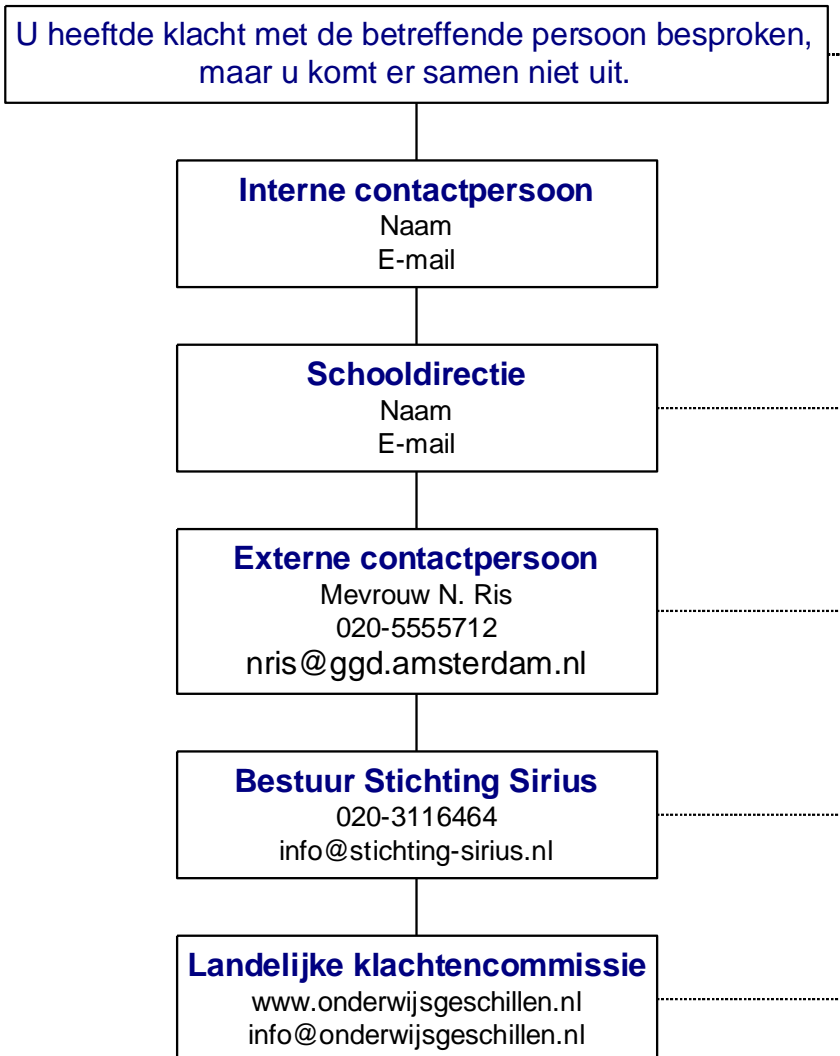 U heeftde klacht met de betreffende persoon besproken,
maar u komt er samen niet uit.
Interne contactpersoon
Naam
E-mail
Schooldirectie
Naam
E-mail
Externe contactpersoon
Mevrouw N. Ris
020-5555712
nris@ggd.amsterdam.nl
Bestuur Stichting Sirius
020-3116464
info@stichting-sirius.nl
Landelijke klachtencommissie
www.onderwijsgeschillen.nl
info@onderwijsgeschillen.nl